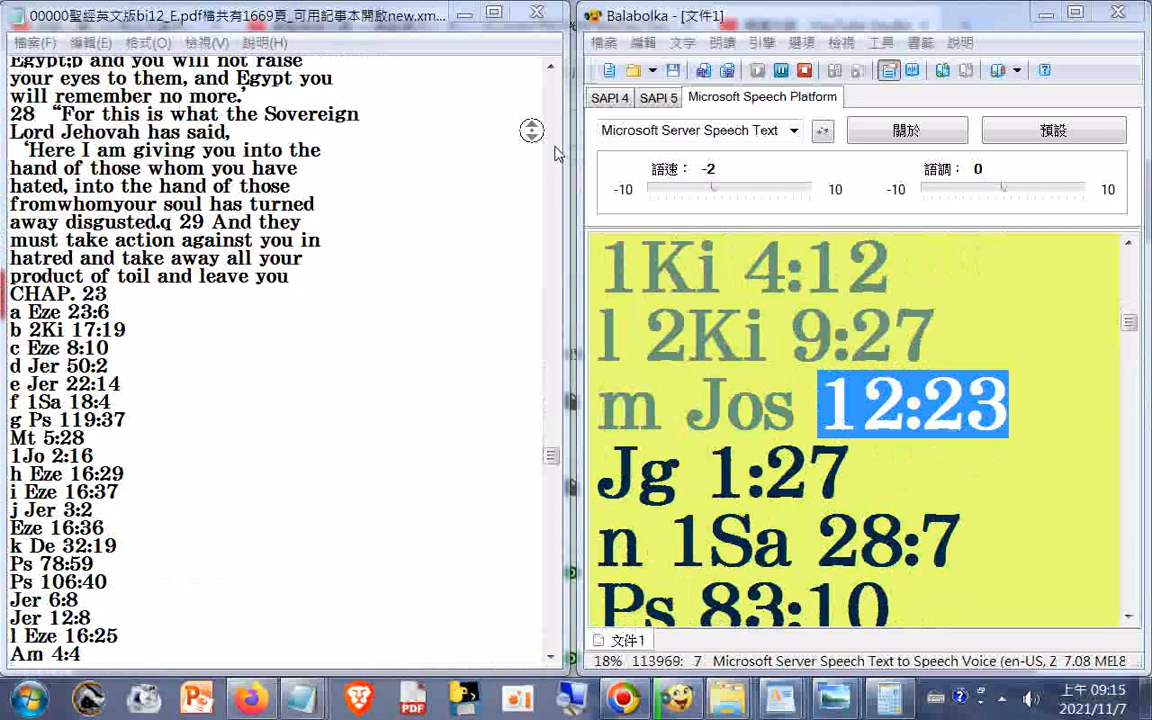 00000聖經英文版bi12_E.pdf檔共有1669頁_可用記事本開啟new.xm...
檔案(F) 編輯(E) 格式(O) 檢視(V) 說明(H)
Egypt;p and you will not raise
your eyes to them, and Egypt you
will remember no more.’
28 “For this is what the Sovereign
Lord Jehovah has said,
‘Here I am giving you into the
hand of those whom you have
hated, into the hand of those
fromwhomyour soul has turned
away disgusted.q 29 And they
must take action against you in
hatred and take away all your
product of toil and leave you
CHAP. 23
a Eze 23:6
b 2Ki 17:19
c Eze 8:10
d Jer 50:2
e Jer 22:14
f 1Sa 18:4
g Ps 119:37
Mt 5:28
1Jo 2:16
h Eze 16:29
i Eze 16:37
j Jer 3:2
Eze 16:36
k De 32:19
Ps 78:59
Ps 106:40
Jer 6:8
Jer 12:8
l Eze 16:25
Am 4:4
Balabolka - [文件1]
檔案 編輯 文字 朗讀 引擎 選項 檢視 工具 書籤 說明
SAPI 4 SAPI 5 Microsoft Speech Platform
Microsoft Server Speech Text 關於 預設
語速: -2 語調: 0
-10 10 -10 10
1Ki 4:12
l 2Ki 9:27
m Jos 12:23
Jg 1:27
n 1Sa 28:7
Ps 83:10
文件1
18% 113969: 7 Microsoft Server Speech Text to Speech Voice (en-US, Z 7.08 ME
PDF
上午 09:15
2021/11/7